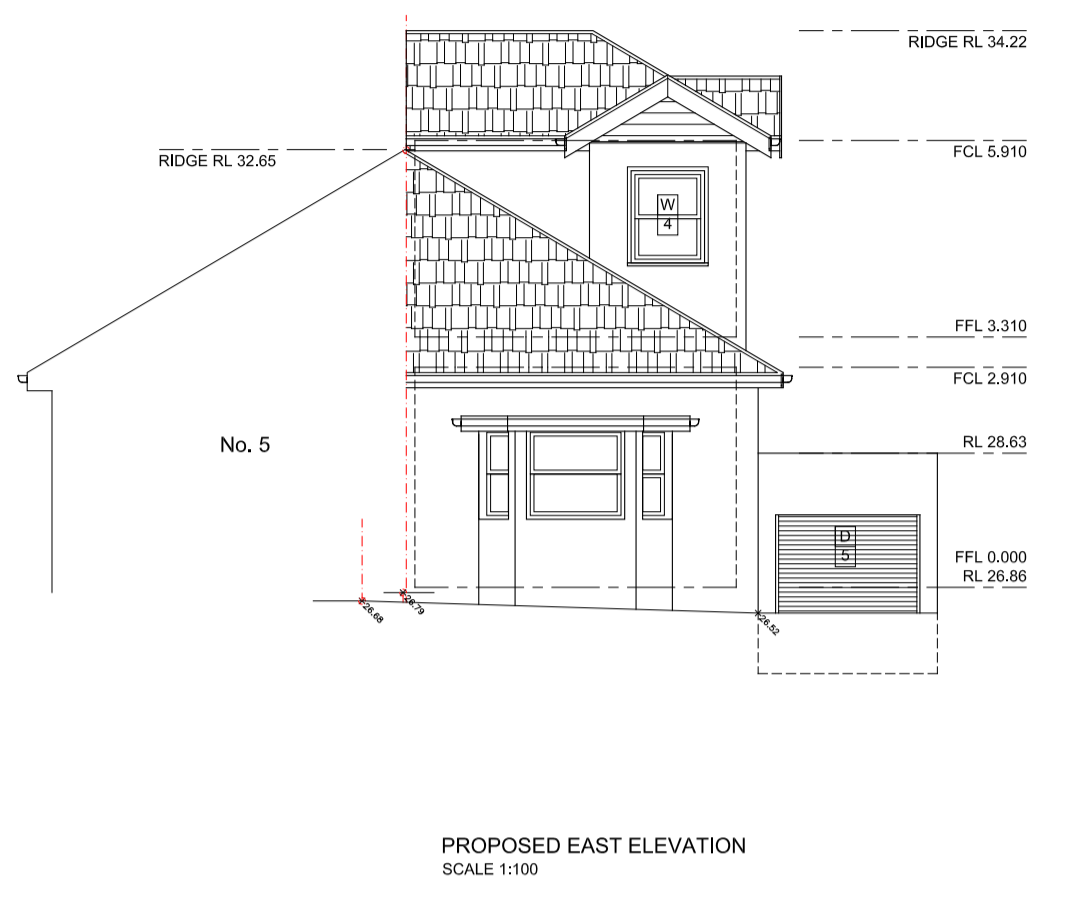 RIDGE RL 34.22
FCL 5.910
RIDGE RL 32.65
W
4
FFL 3.310
FCL 2.910
No. 5
RL 28.63
D
5
FFL 0.000
RL 26.86
26.68
26.79
26.52
PROPOSED EAST ELEVATION
SCALE 1:100